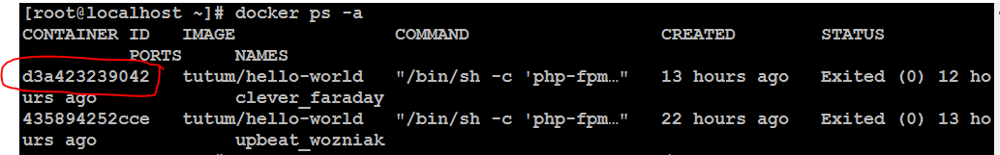 [root@localhost ~]# docker ps -a
CONTAINER ID   IMAGE               COMMAND                  CREATED        STATUS
          PORTS     NAMES
d3a423239042   tutum/hello-world   "/bin/sh -c 'php-fpm…"   13 hours ago   Exited (0) 12 ho
urs ago             clever_faraday
435894252cce   tutum/hello-world   "/bin/sh -c 'php-fpm…"   22 hours ago   Exited (0) 13 ho
urs ago             upbeat_wozniak